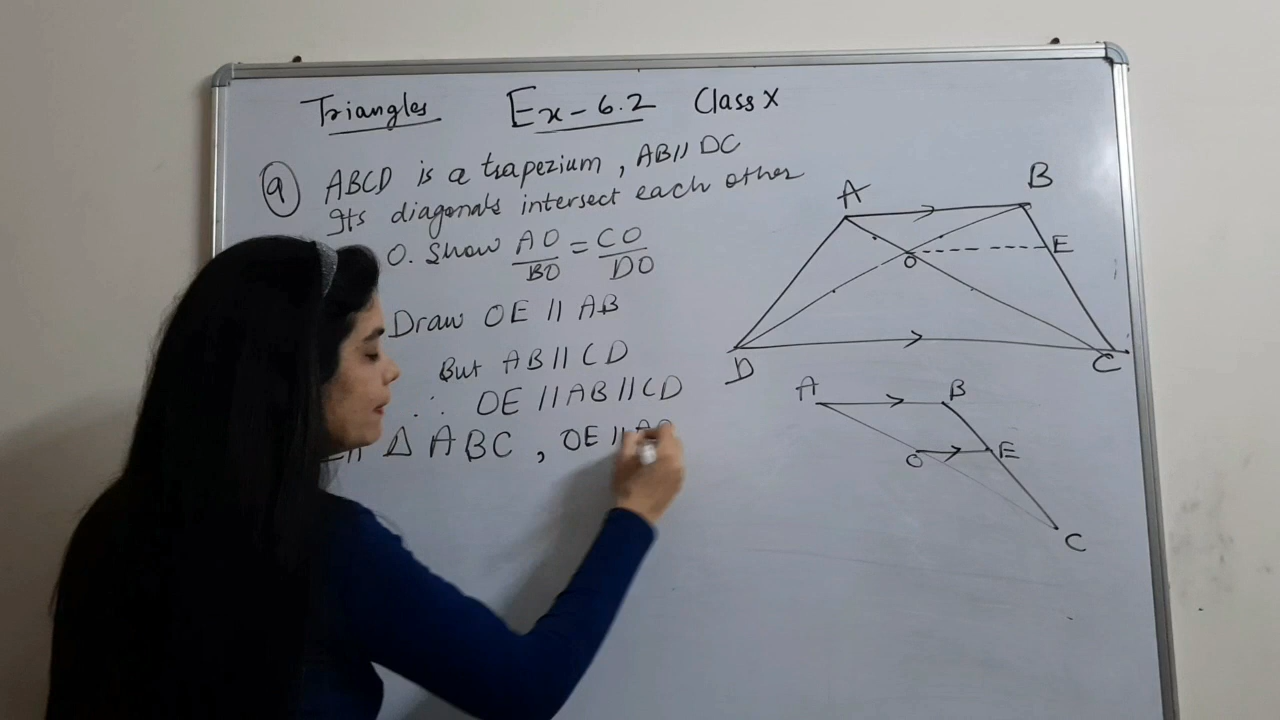 Triangles Ex-6.2 Class X
9 ABCD is a trapezium, AB // DC
Its diagonals intersect each other
O. Show AO/BO = CO/DO
Draw OE // AB
But AB // CD
∴ OE // AB // CD
Δ ABC, OE //
A
B
E
O
D
C
A
B
O
E
C